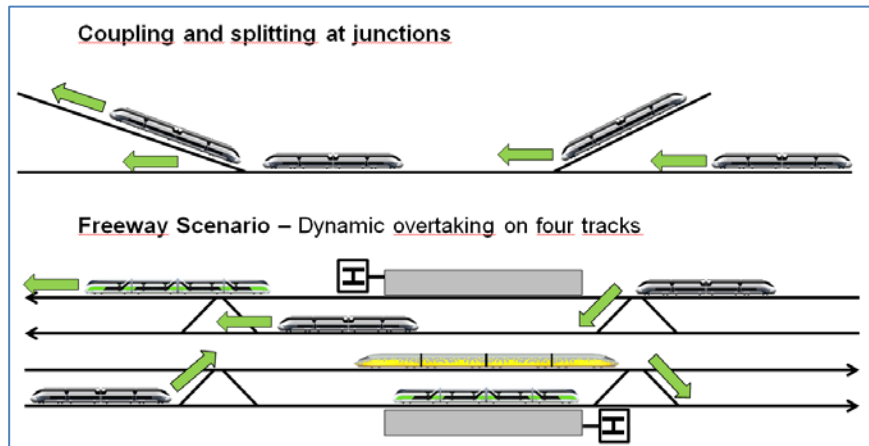 Coupling and splitting at junctions
Freeway Scenario – Dynamic overtaking on four tracks
H
H